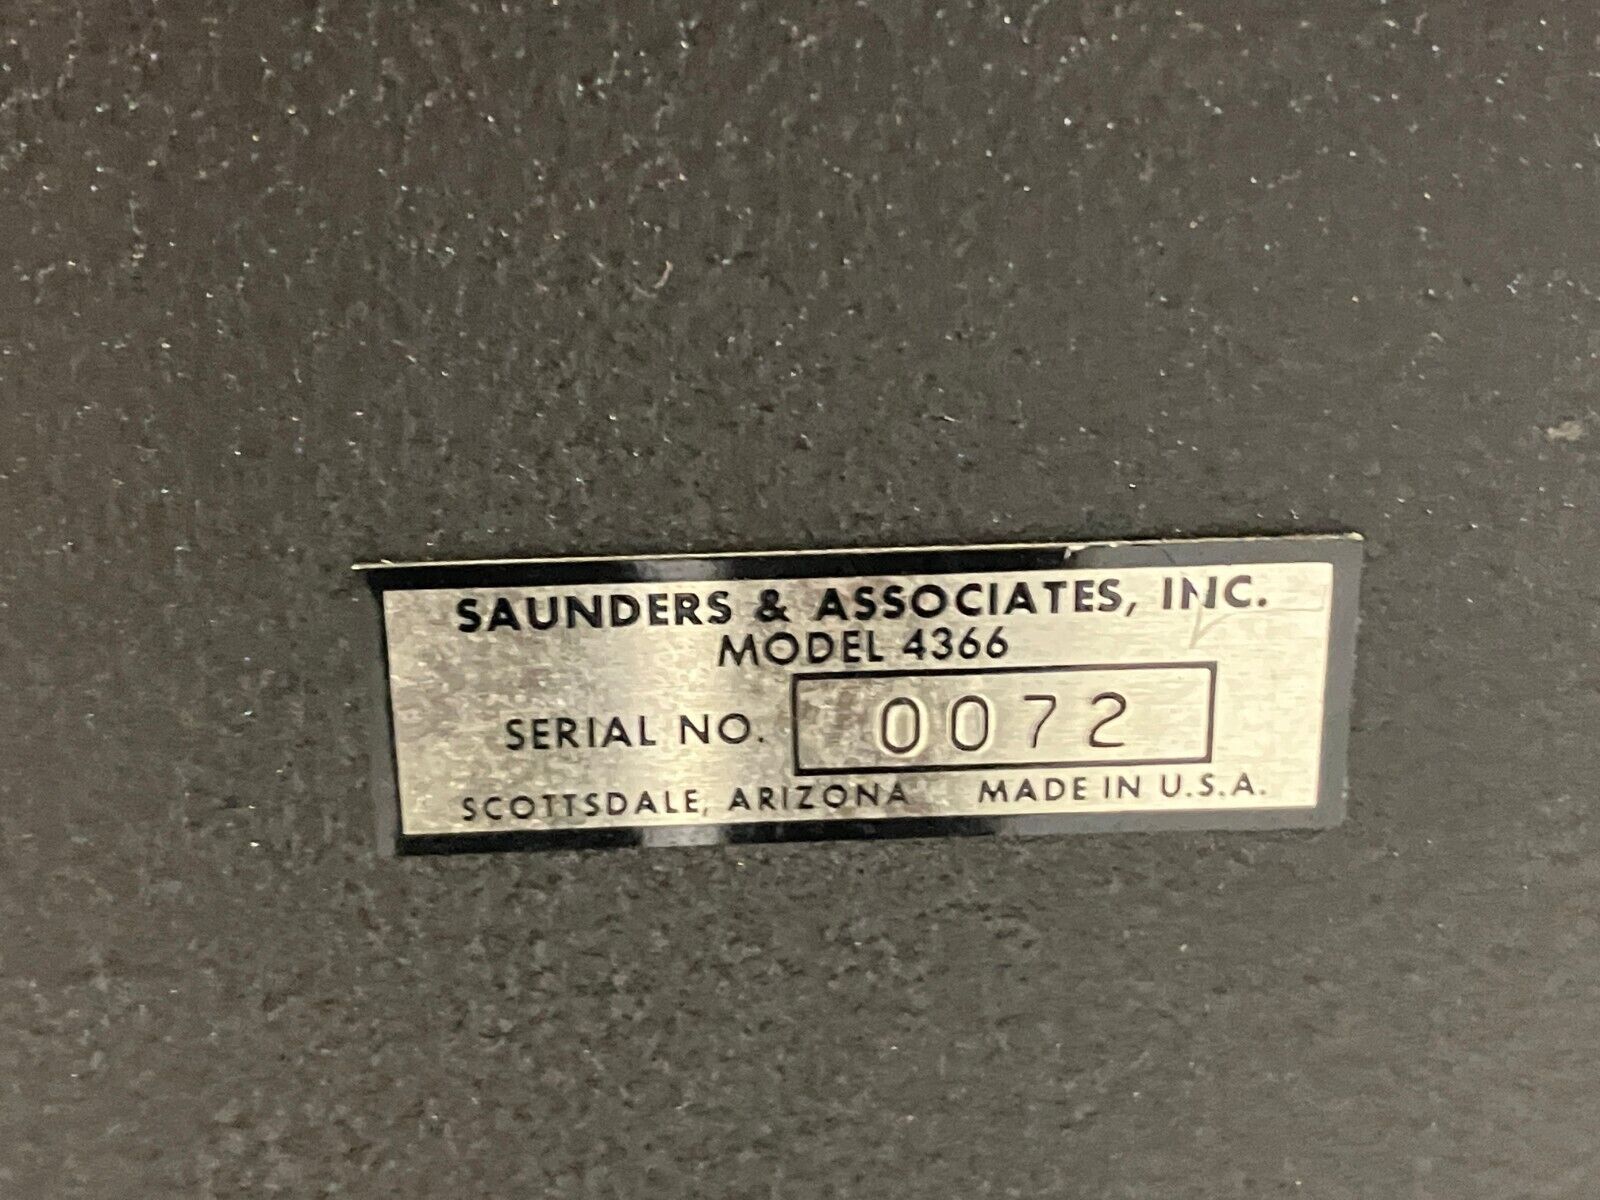 SAUNDERS & ASSOCIATES, INC.
MODEL 4366
SERIAL NO. 0072
SCOTTSDALE, ARIZONA MADE IN U.S.A.